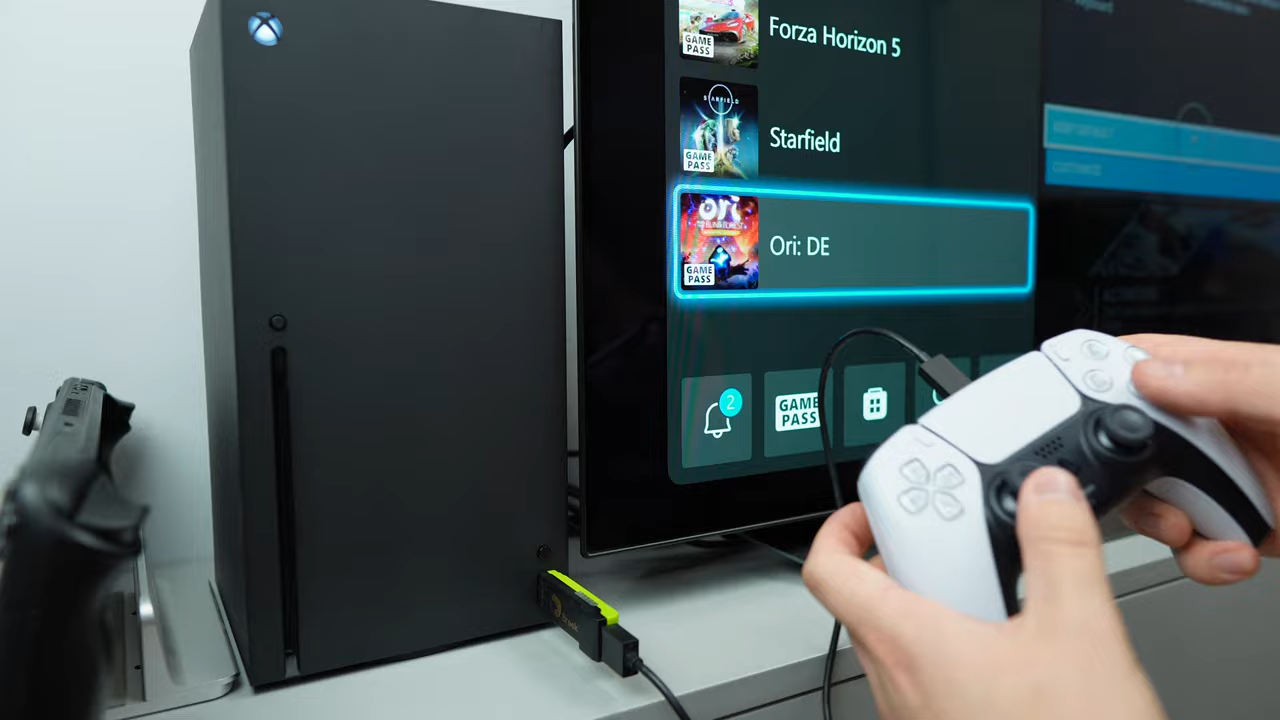 Forza Horizon 5
GAME
PASS
STARFIELD
Starfield
GAME
PASS
ORI
Ori: DE
GAME
PASS
2
GAME
PASS